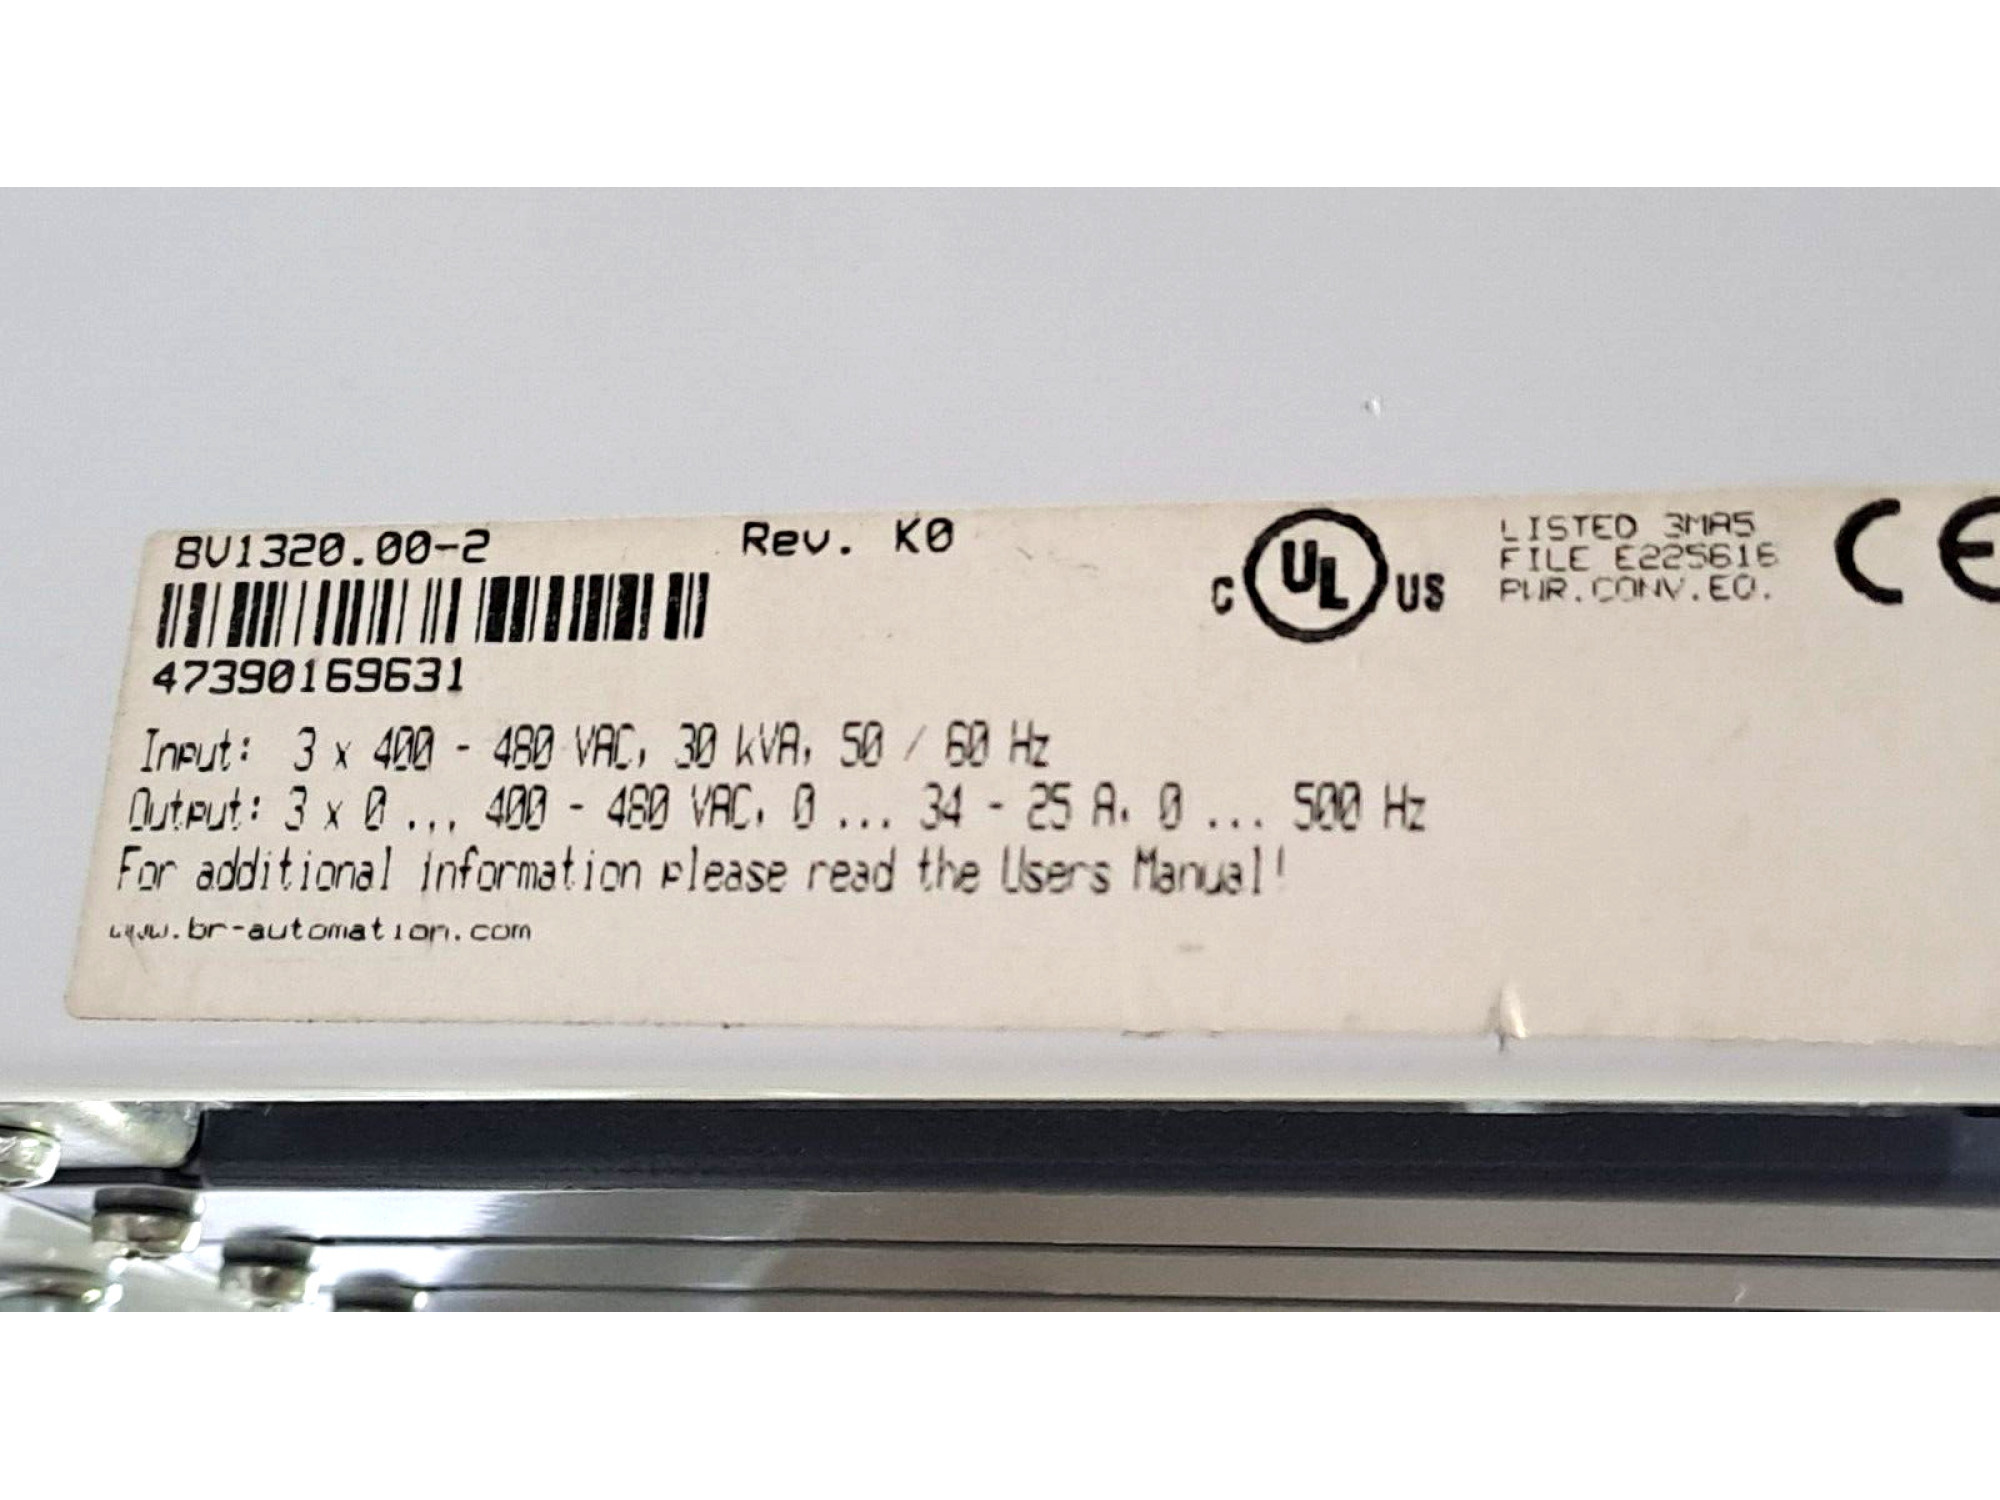 8V1320.00-2 Rev. K0
47390169631
Input: 3 x 400 - 480 VAC, 30 kVA, 50 / 60 Hz
Output: 3 x 0 ... 400 - 480 VAC, 0 ... 34 - 25 A, 0 ... 500 Hz
For additional information please read the Users Manual!
www.br-automation.com
C UL US
LISTED 3MA5
FILE E225616
PWR.CONV.EQ.
CE